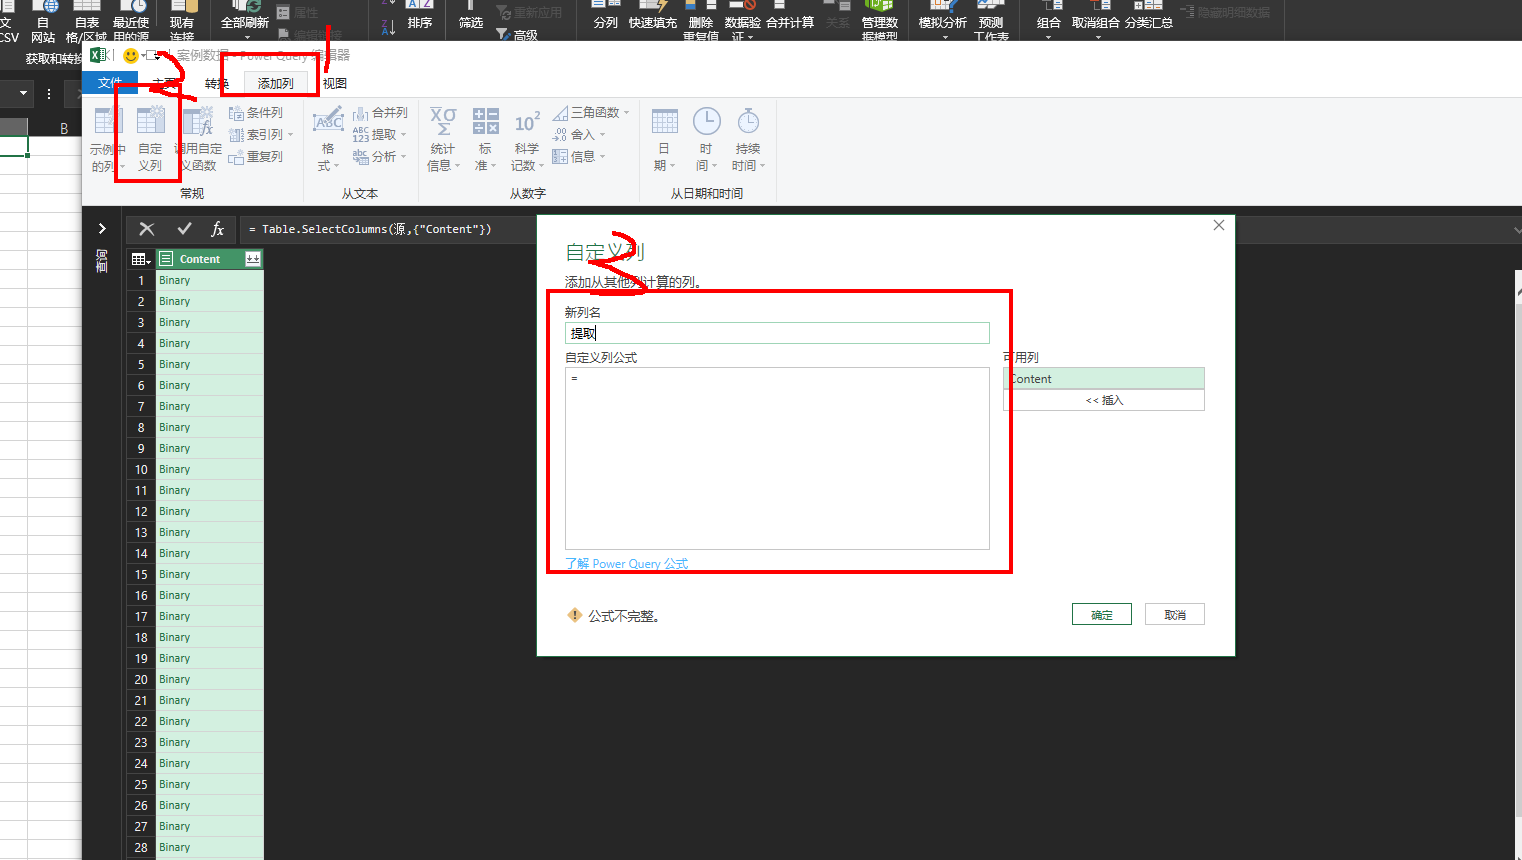 文 自 自表 最近使 现有 全部刷新 属性 排序 筛选 重新应用 分列 快速填充 删除 数据验 合并计算 关系 管理数 模拟分析 预测 组合 取消组合 分类汇总 隐藏明细数据
CSV 网站 格/区域 用的源 连接 编辑链接 高级 重复值 证 据模型 工作表
获取和转换
案例数据 - Power Query 编辑器
文件 主页 转换 添加列 视图
1
2
B
示例中的列
自定义列
调用自定义函数
条件列
索引列
重复列
常规
格式
合并列
提取
分析
从文本
统计信息
标准
科学记数
三角函数
舍入
信息
从数字
日期
时间
持续时间
从日期和时间
查询
= Table.SelectColumns(源,{"Content"})
Content
1 Binary
2 Binary
3 Binary
4 Binary
5 Binary
6 Binary
7 Binary
8 Binary
9 Binary
10 Binary
11 Binary
12 Binary
13 Binary
14 Binary
15 Binary
16 Binary
17 Binary
18 Binary
19 Binary
20 Binary
21 Binary
22 Binary
23 Binary
24 Binary
25 Binary
26 Binary
27 Binary
28 Binary
自定义列
3
添加从其他列计算的列。
新列名
提取
自定义列公式
=
可用列
Content
<< 插入
了解 Power Query 公式
公式不完整。
确定 取消